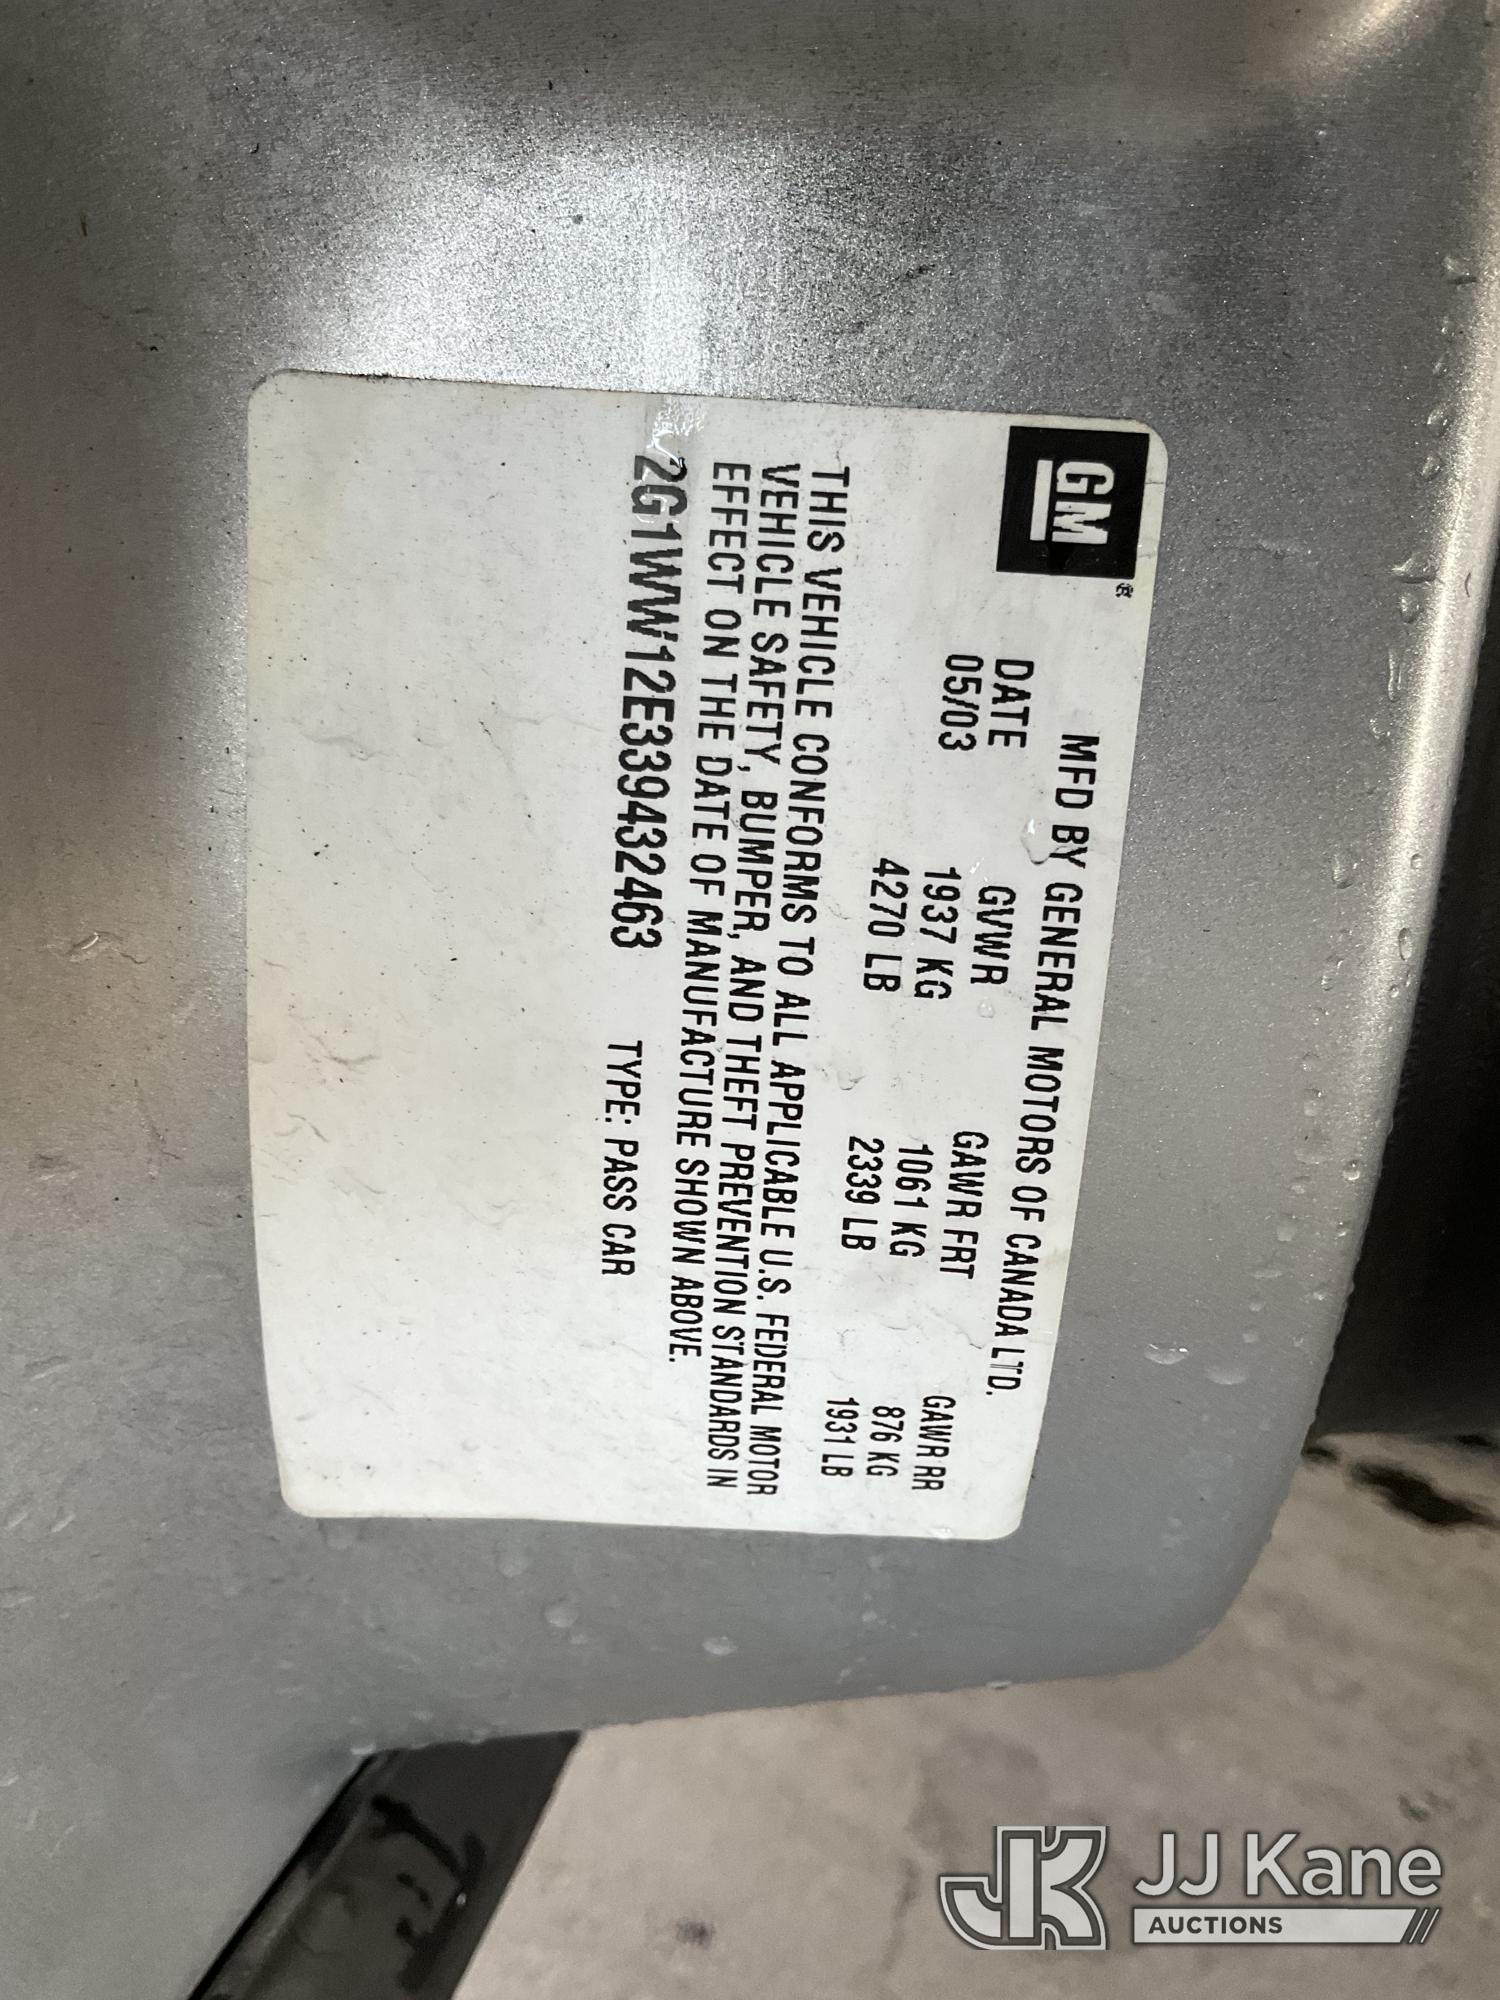 GM ®
MFD BY GENERAL MOTORS OF CANADA LTD.
DATE GVWR GAWR FRT GAWR RR
05/03 1937 KG 1061 KG 876 KG
4270 LB 2339 LB 1931 LB
THIS VEHICLE CONFORMS TO ALL APPLICABLE U.S. FEDERAL MOTOR
VEHICLE SAFETY, BUMPER, AND THEFT PREVENTION STANDARDS IN
EFFECT ON THE DATE OF MANUFACTURE SHOWN ABOVE.
2G1WW12E339432463 TYPE: PASS CAR
JK JJ Kane
AUCTIONS